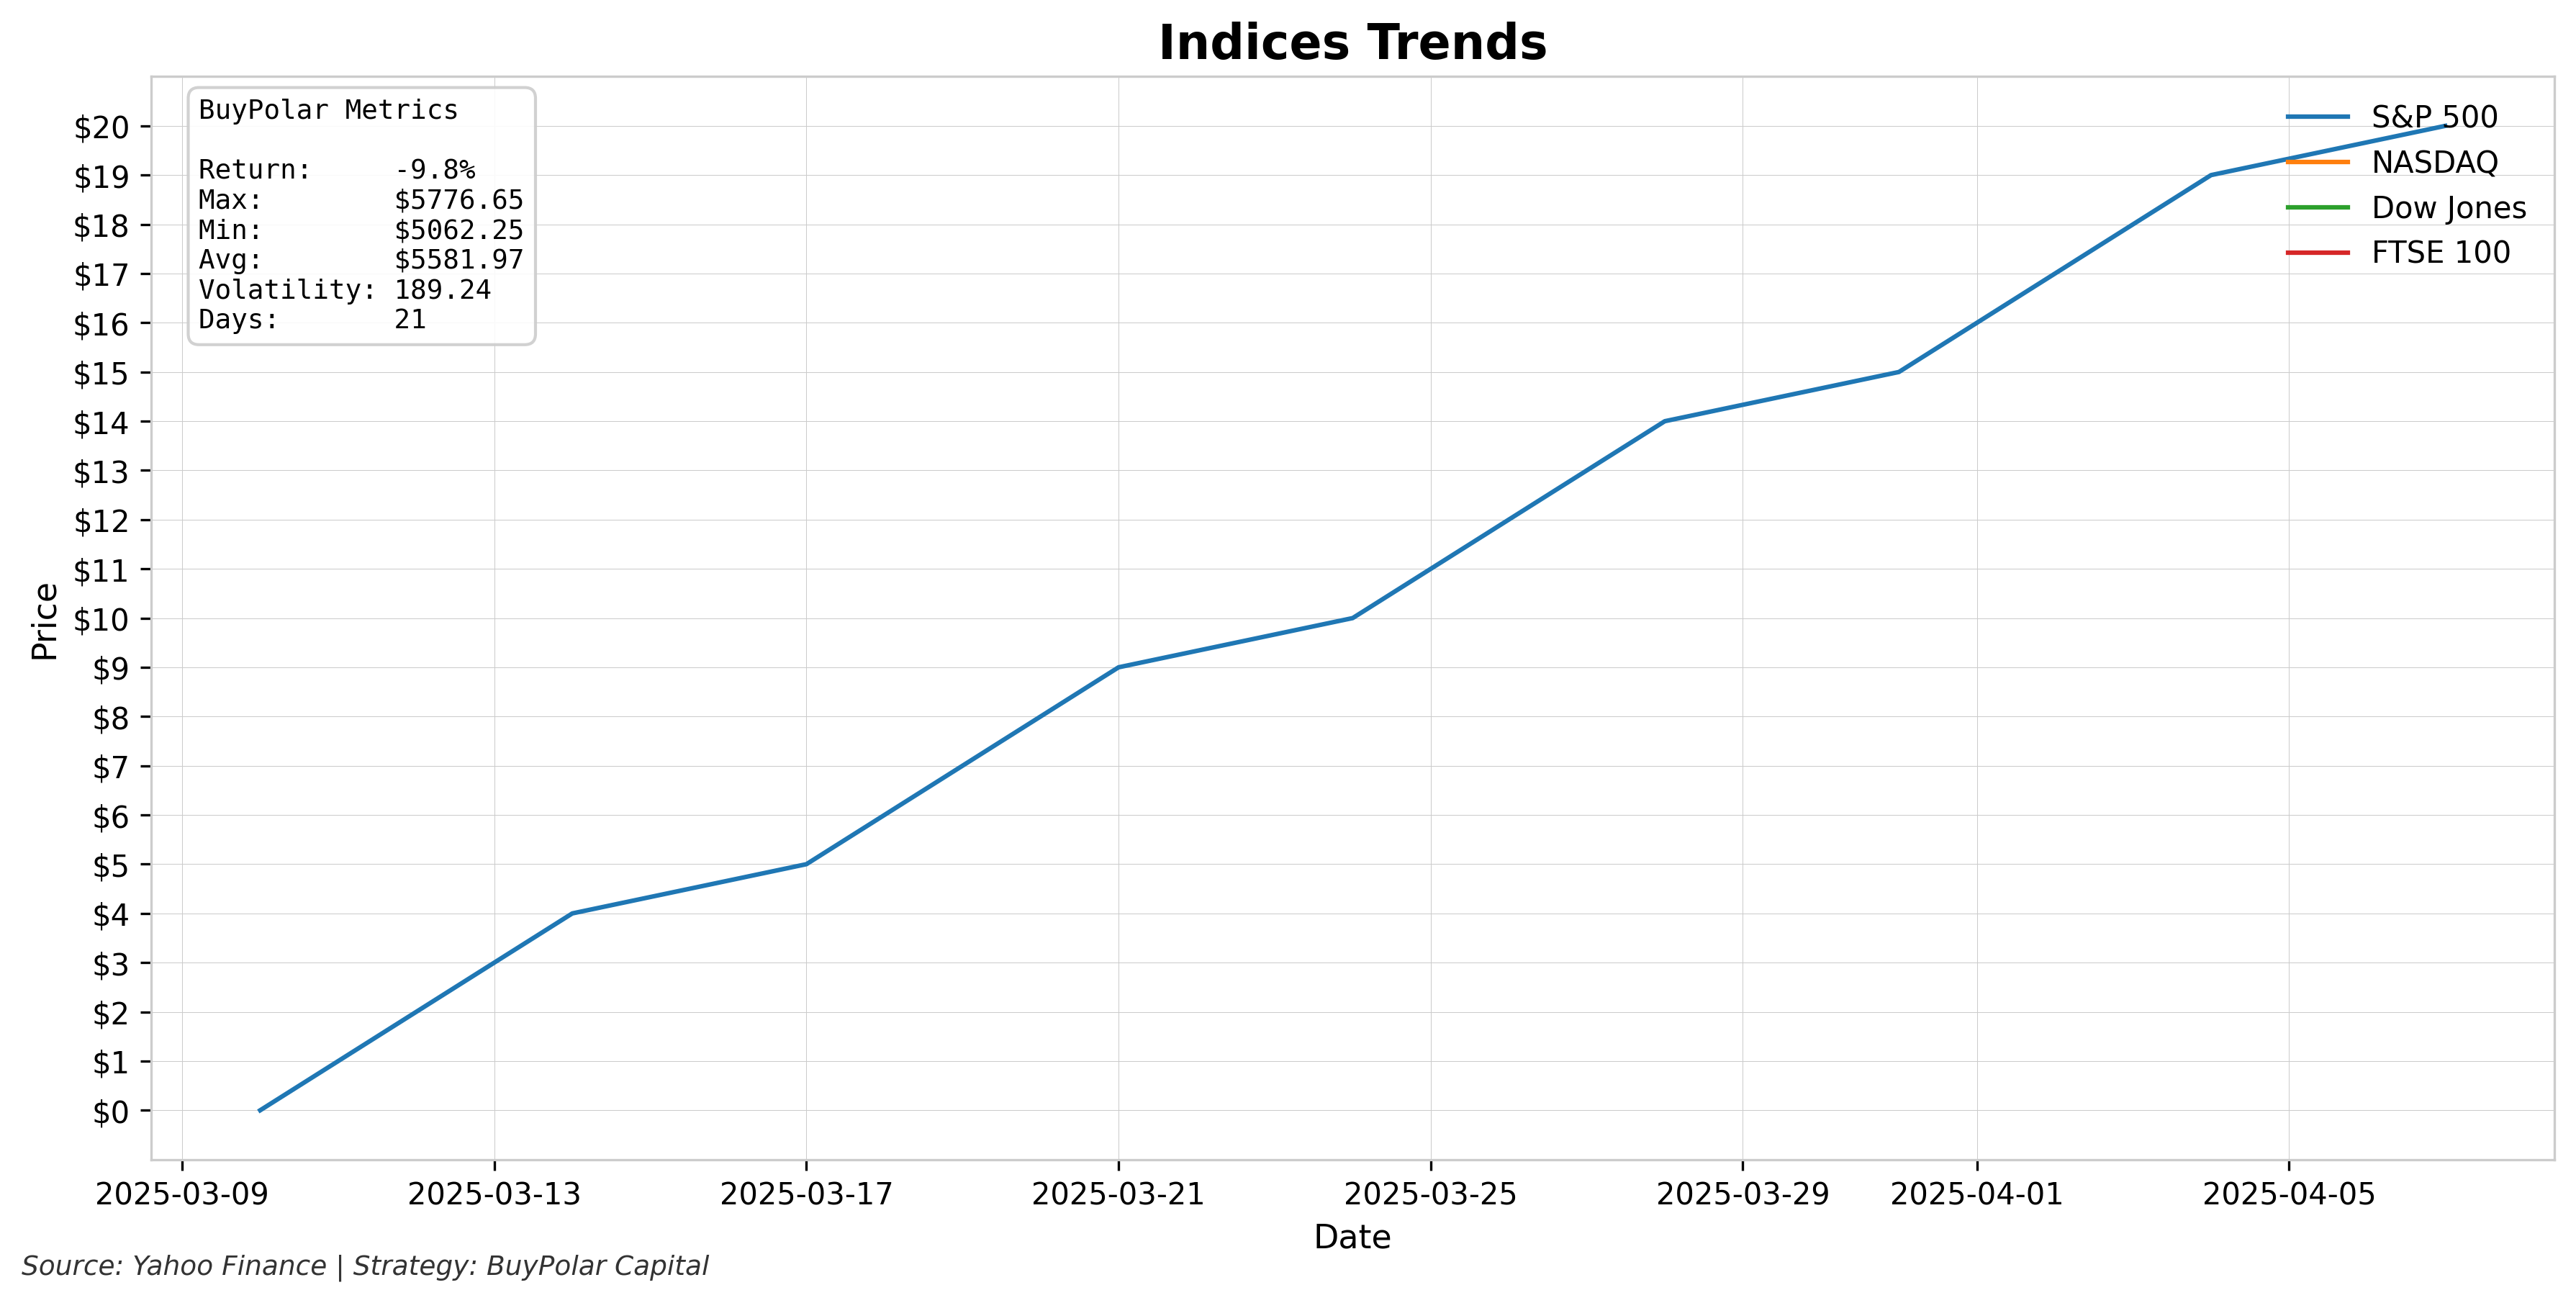 Indices Trends
BuyPolar Metrics
Return: -9.8%
Max: $5776.65
Min: $5062.25
Avg: $5581.97
Volatility: 189.24
Days: 21
S&P 500
NASDAQ
Dow Jones
FTSE 100
Price
$20
$19
$18
$17
$16
$15
$14
$13
$12
$11
$10
$9
$8
$7
$6
$5
$4
$3
$2
$1
$0
2025-03-09 2025-03-13 2025-03-17 2025-03-21 2025-03-25 2025-03-29 2025-04-01 2025-04-05
Date
Source: Yahoo Finance | Strategy: BuyPolar Capital